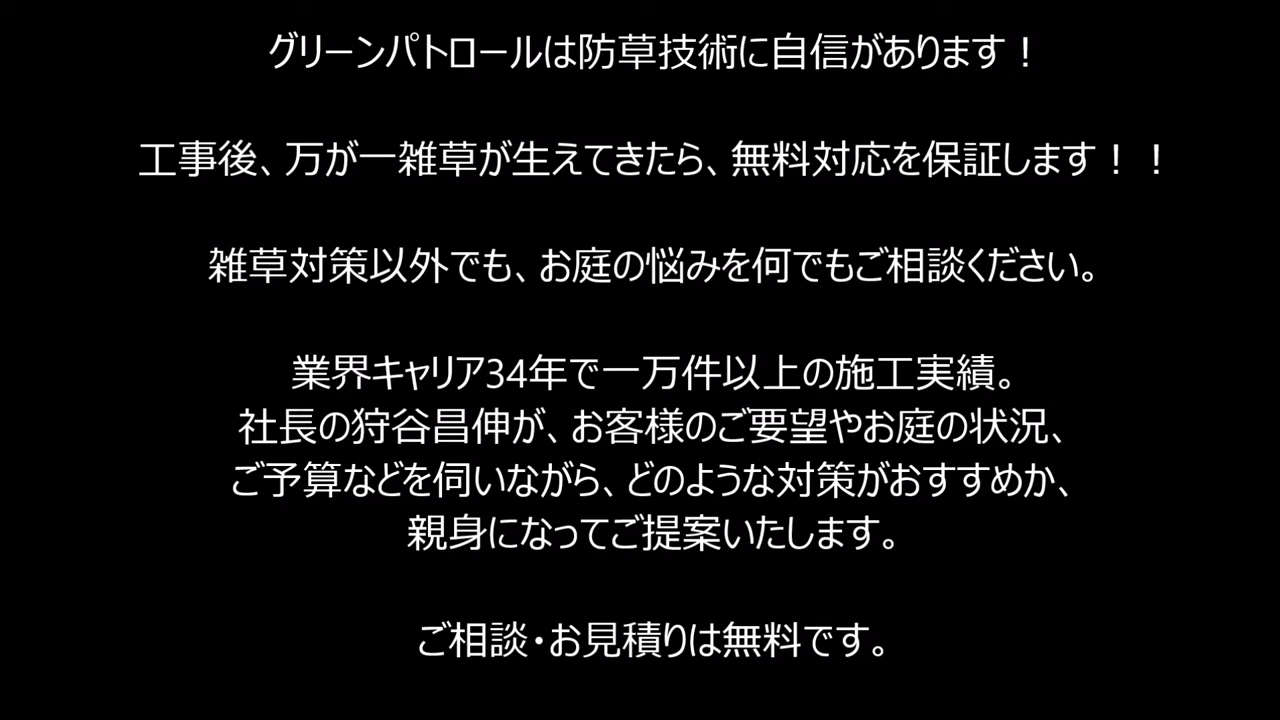 グリーンパトロールは防草技術に自信があります！
工事後、万が一雑草が生えてきたら、無料対応を保証します！！
雑草対策以外でも、お庭の悩みを何でもご相談ください。
業界キャリア34年で一万件以上の施工実績。
社長の狩谷昌伸が、お客様のご要望やお庭の状況、
ご予算などを伺いながら、どのような対策がおすすめか、
親身になってご提案いたします。
ご相談・お見積りは無料です。